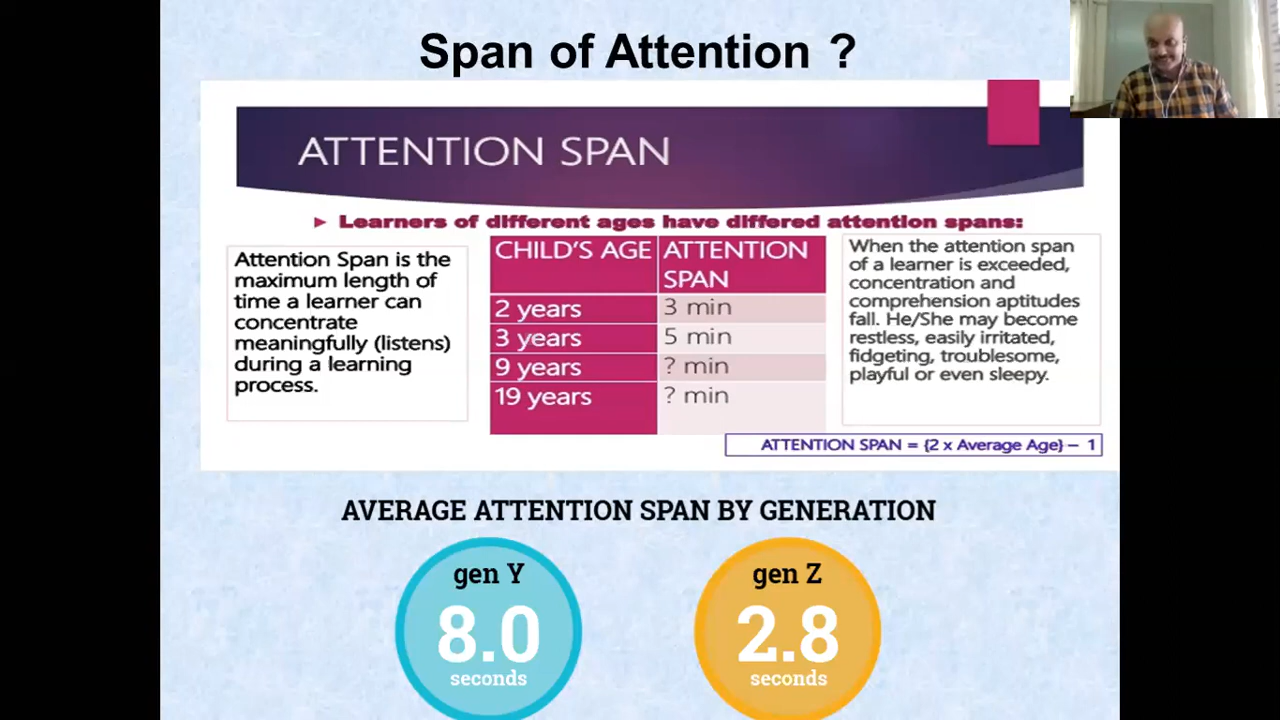 Span of Attention ?
ATTENTION SPAN
► Learners of different ages have differed attention spans:
Attention Span is the
maximum length of
time a learner can
concentrate
meaningfully (listens)
during a learning
process.
CHILD'S AGE ATTENTION
SPAN
2 years 3 min
3 years 5 min
9 years ? min
19 years ? min
When the attention span
of a learner is exceeded,
concentration and
comprehension aptitudes
fall. He/She may become
restless, easily irritated,
fidgeting, troublesome,
playful or even sleepy.
ATTENTION SPAN = {2 x Average Age} – 1
AVERAGE ATTENTION SPAN BY GENERATION
gen Y
8.0
seconds
gen Z
2.8
seconds